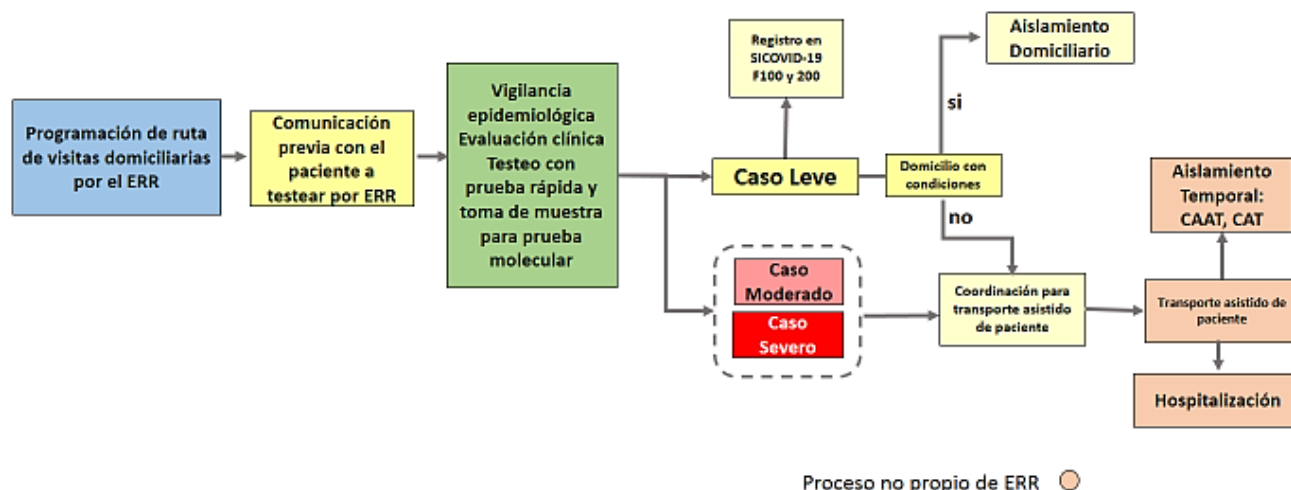 Programación de ruta
de visitas domiciliarias
por el ERR
Comunicación
previa con el
paciente a
testear por ERR
Vigilancia
epidemiológica
Evaluación clínica
Testeo con
prueba rápida y
toma de muestra
para prueba
molecular
Registro en
SICOVID-19
F100 y 200
Caso Leve
Domicilio con
condiciones
si
no
Aislamiento
Domiciliario
Caso
Moderado
Caso
Severo
Coordinación para
transporte asistido
de paciente
Aislamiento
Temporal:
CAAT, CAT
Transporte asistido de
paciente
Hospitalización
Proceso no propio de ERR